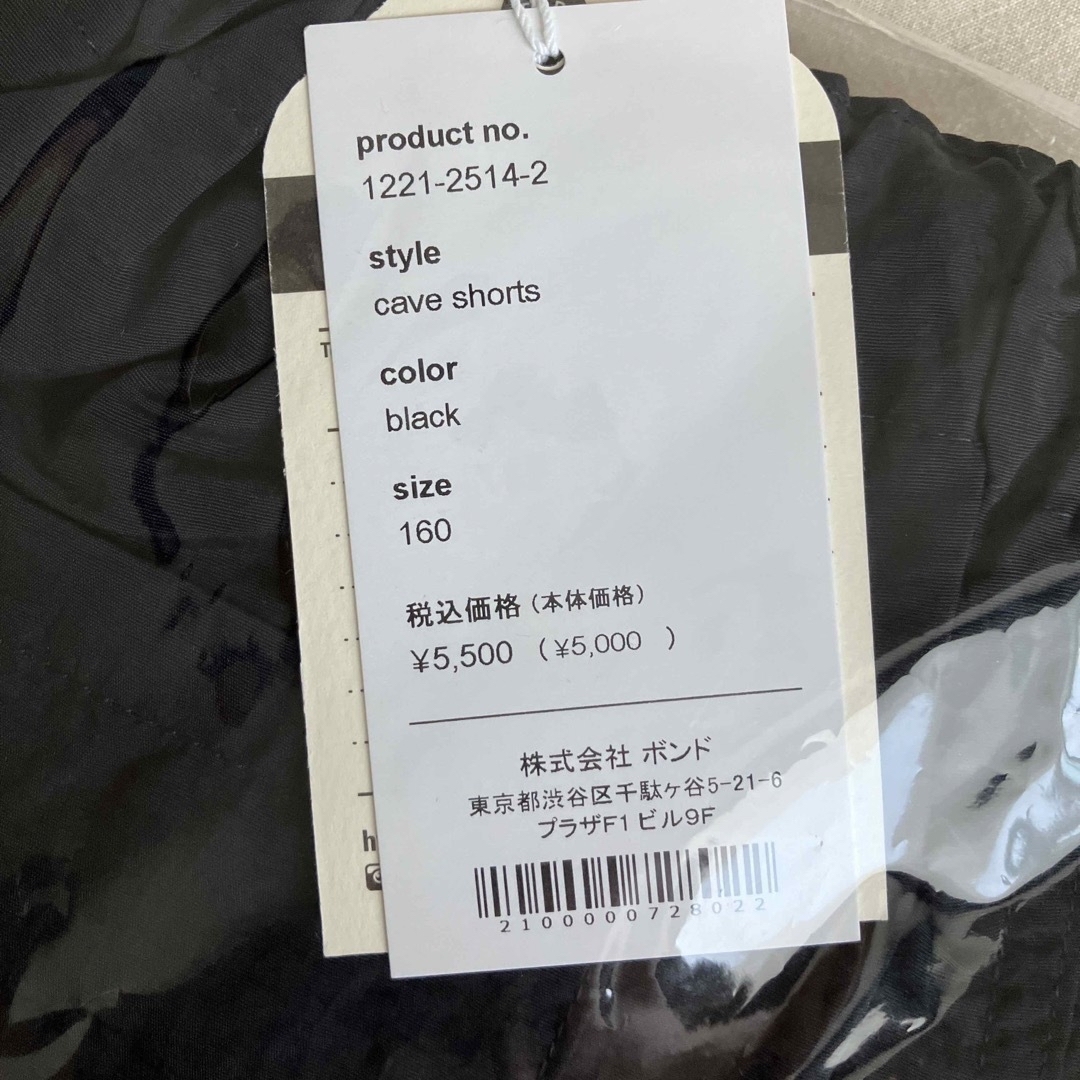 product no.
1221-2514-2
style
cave shorts
color
black
size
160
税込価格 (本体価格)
¥5,500 (¥5,000 )
株式会社 ボンド
東京都渋谷区千駄ヶ谷5-21-6
プラザF1ビル9F
2100000728022